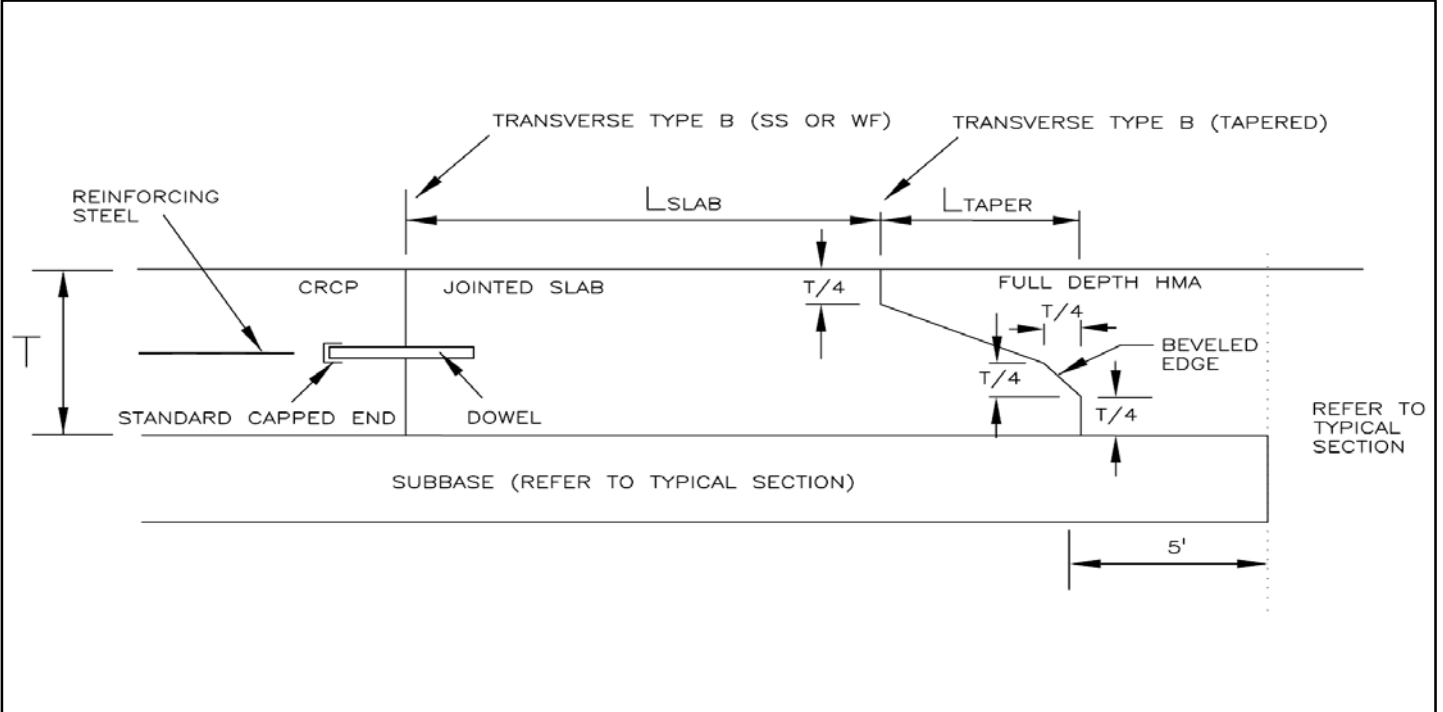 TRANSVERSE TYPE B (SS OR WF)
TRANSVERSE TYPE B (TAPERED)
REINFORCING
STEEL
LSLAB
LTAPER
CRCP
JOINTED SLAB
T/4
FULL DEPTH HMA
T/4
T
BEVELED
EDGE
T/4
T/4
STANDARD CAPPED END
DOWEL
REFER TO
TYPICAL
SECTION
SUBBASE (REFER TO TYPICAL SECTION)
5'